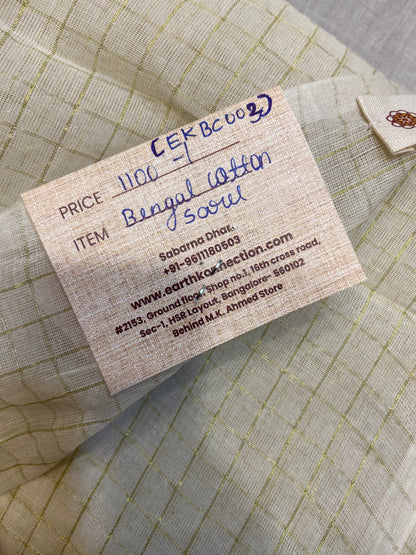 (EKBC003)
PRICE 1100-/
ITEM Bengal cotton
Saree
Sabarna Dhar
+91-9611180503
www.earthkonnection.com
#2153, Ground floor, Shop no.1, 16th cross road,
Sec-1, HSR Layout, Bangalore- 560102
Behind M.K. Ahmed Store